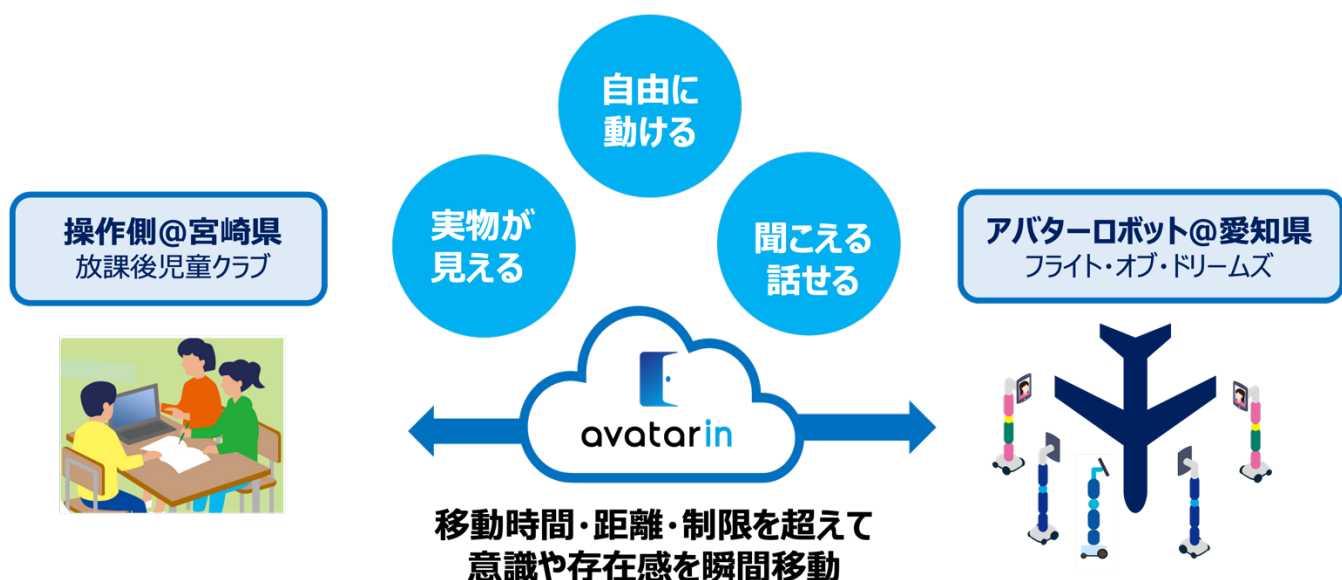 自由に
動ける
実物が
見える
聞こえる
話せる
操作側@宮崎県
放課後児童クラブ
アバターロボット@愛知県
フライト・オブ・ドリームズ
avatarin
移動時間・距離・制限を超えて
意識や存在感を瞬間移動